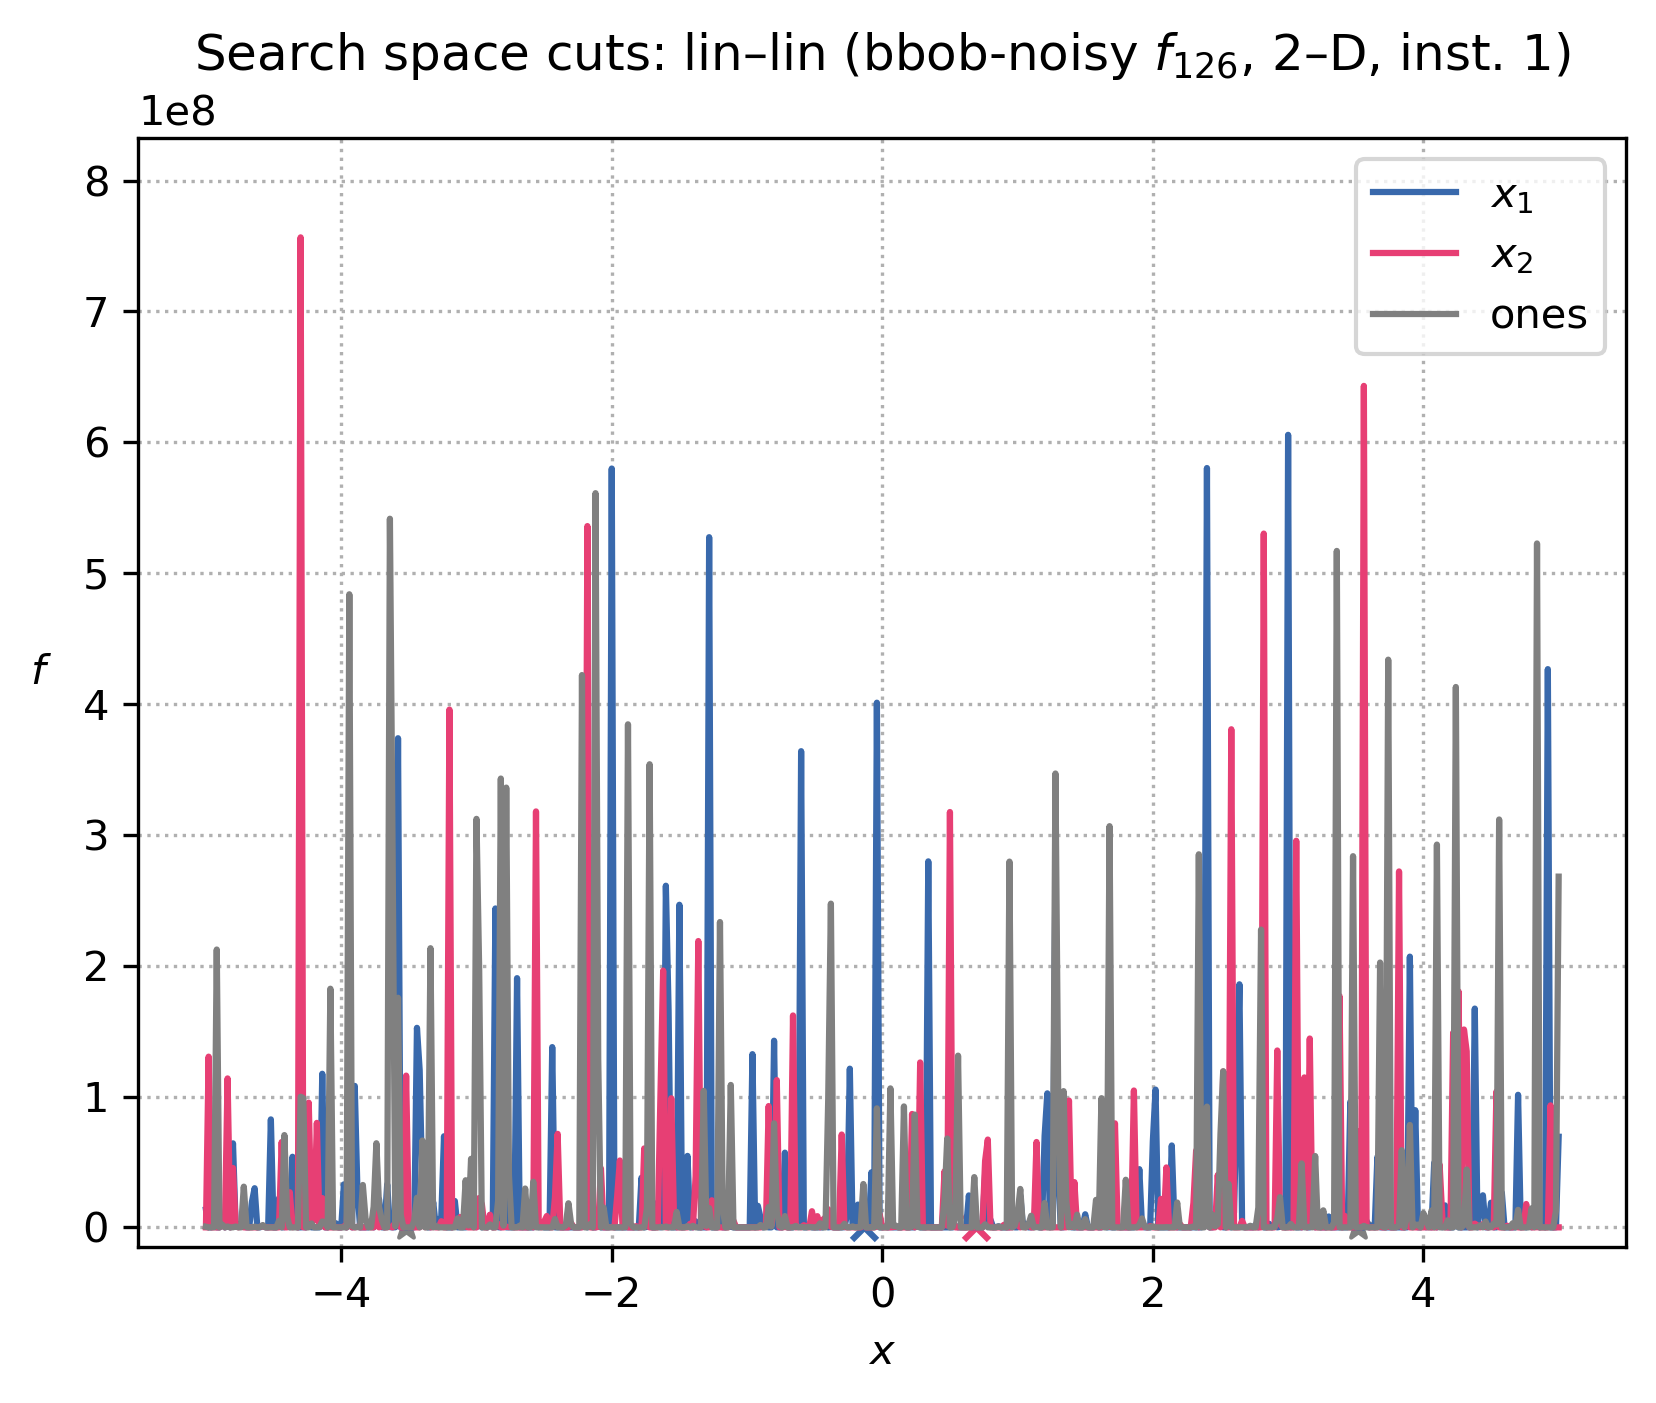 Search space cuts: lin–lin (bbob-noisy f126, 2–D, inst. 1)
1e8
8
7
6
5
4
3
2
1
0
f
−4
−2
0
2
4
x
x1
x2
ones